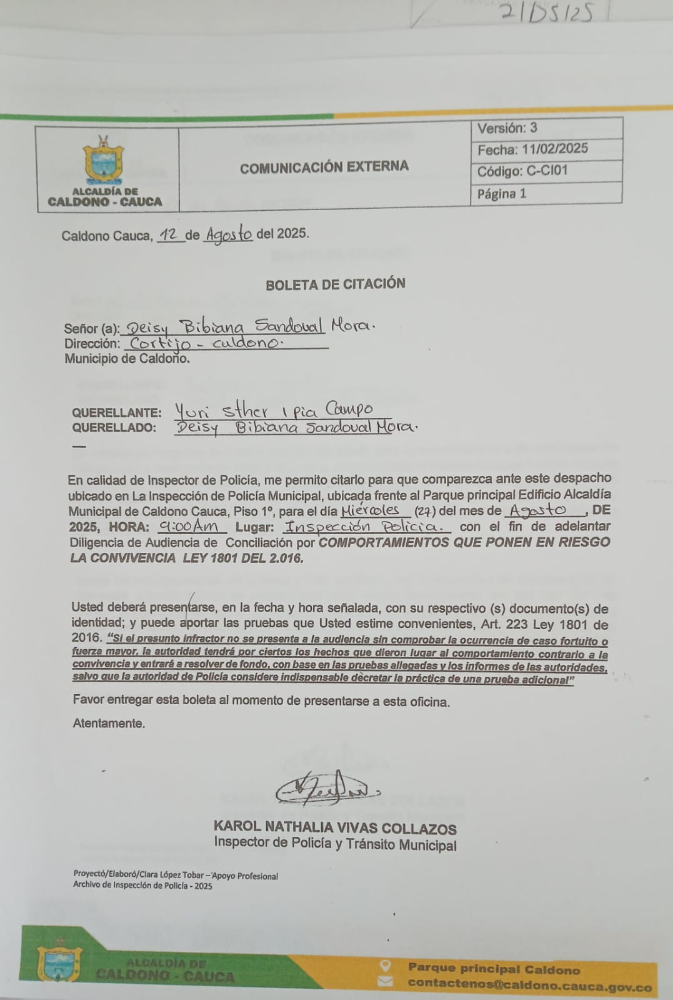 21/05/25
ALCALDÍA DE
CALDONO - CAUCA
COMUNICACIÓN EXTERNA
Versión: 3
Fecha: 11/02/2025
Código: C-CI01
Página 1
Caldono Cauca, 12 de Agosto del 2025.
BOLETA DE CITACIÓN
Señor (a): Deisy Bibiana Sandoval Mora.
Dirección: Cortijo - Caldono.
Municipio de Caldono.
QUERELLANTE: Yuri Sther Ipia Campo
QUERELLADO: Deisy Bibiana Sandoval Mora.
En calidad de Inspector de Policía, me permito citarlo para que comparezca ante este despacho
ubicado en La Inspección de Policía Municipal, ubicada frente al Parque principal Edificio Alcaldía
Municipal de Caldono Cauca, Piso 1º, para el día Miércoles (27) del mes de Agosto, DE
2025, HORA: 9:00Am Lugar: Inspección Policia. con el fin de adelantar
Diligencia de Audiencia de Conciliación por COMPORTAMIENTOS QUE PONEN EN RIESGO
LA CONVIVENCIA LEY 1801 DEL 2.016.
Usted deberá presentarse, en la fecha y hora señalada, con su respectivo (s) documento(s) de
identidad; y puede aportar las pruebas que Usted estime convenientes, Art. 223 Ley 1801 de
2016. "Si el presunto infractor no se presenta a la audiencia sin comprobar la ocurrencia de caso fortuito o
fuerza mayor, la autoridad tendrá por ciertos los hechos que dieron lugar al comportamiento contrario a la
convivencia y entrará a resolver de fondo, con base en las pruebas allegadas y los informes de las autoridades,
salvo que la autoridad de Policía considere indispensable decretar la práctica de una prueba adicional"
Favor entregar esta boleta al momento de presentarse a esta oficina.
Atentamente.
KAROL NATHALIA VIVAS COLLAZOS
Inspector de Policía y Tránsito Municipal
Proyectó/Elaboró/Clara López Tobar – Apoyo Profesional
Archivo de Inspección de Policía - 2025
ALCALDÍA DE
CALDONO - CAUCA
Parque principal Caldono
contactenos@caldono.cauca.gov.co